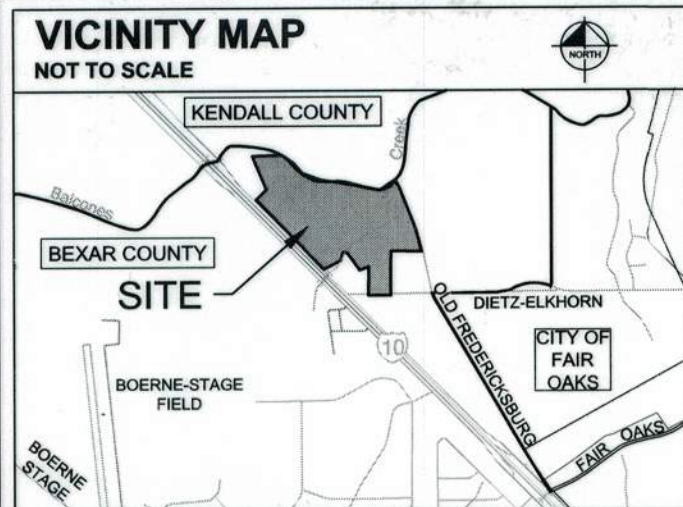 VICINITY MAP
NOT TO SCALE
NORTH
KENDALL COUNTY
Creek
Balcones
BEXAR COUNTY
SITE
DIETZ-ELKHORN
OLD FREDERICKSBURG
10
CITY OF
FAIR
OAKS
BOERNE-STAGE
FIELD
FAIR OAKS
BOERNE
STAGE